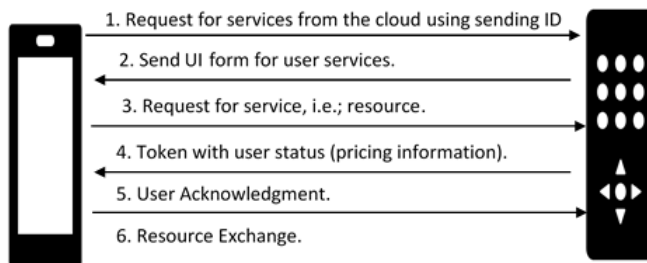 1. Request for services from the cloud using sending ID
2. Send UI form for user services.
3. Request for service, i.e.; resource.
4. Token with user status (pricing information).
5. User Acknowledgment.
6. Resource Exchange.